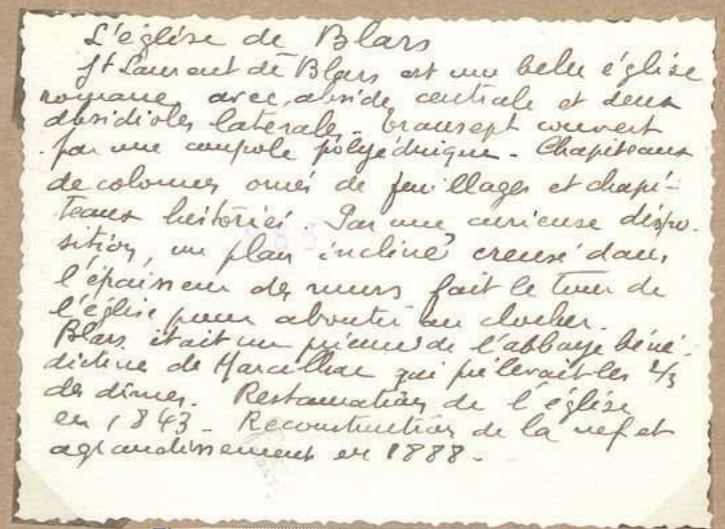 L'église de Blars
St Laurent de Blars est une belle église
romane, avec abside centrale et deux
absidioles latérales. transept couvert
par une coupole polyédrique. Chapiteaux
de colonnes ornés de feuillages et chapi-
teaux historiés. Par une curieuse dispo-
sition, un plan incliné creusé dans
l'épaisseur des murs fait le tour de
l'église pour aboutir au clocher.
Blars était un prieuré de l'abbaye béné-
dictine de Marcilhac qui prélevait les 2/3
des dimes. Restauration de l'église
en 1843. Reconstruction de la nef et
agrandissement en 1888.